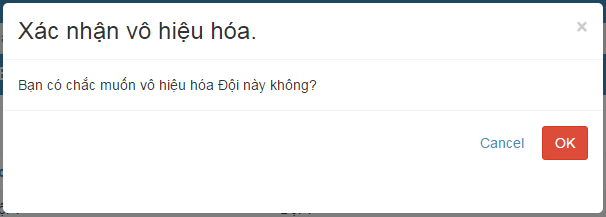 Xác nhận vô hiệu hóa.
×
Bạn có chắc muốn vô hiệu hóa Đội này không?
Cancel
OK